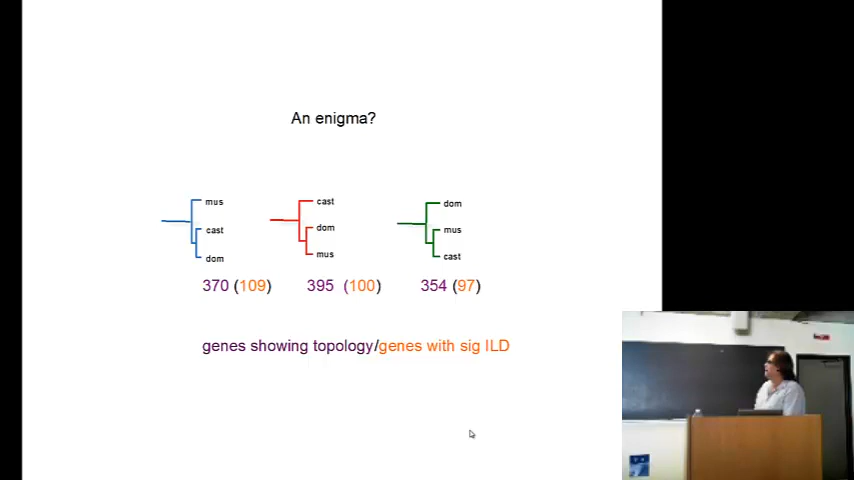 An enigma?
mus
cast
dom
cast
dom
mus
dom
mus
cast
370 (109)
395 (100)
354 (97)
genes showing topology/genes with sig ILD